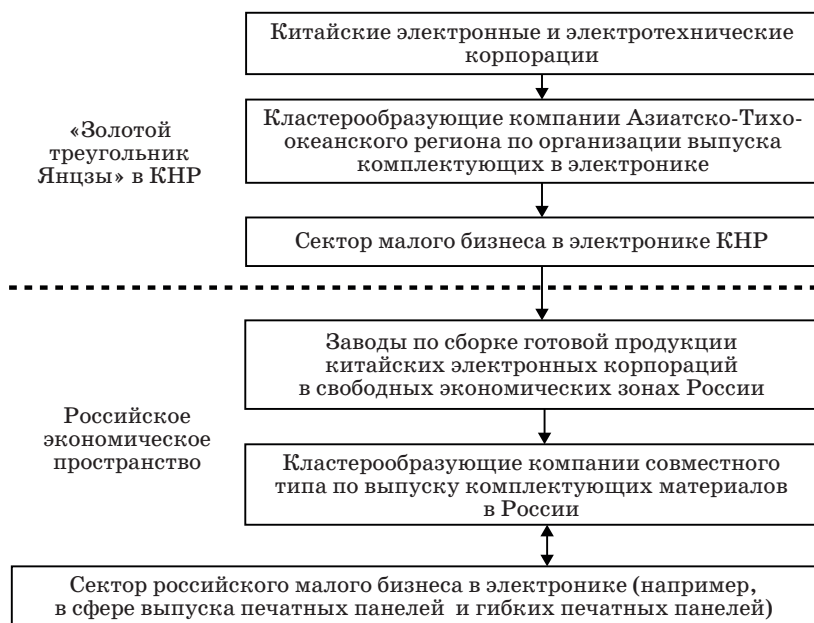 Китайские электронные и электротехнические
корпорации
«Золотой
треугольник
Янцзы» в КНР
Кластерообразующие компании Азиатско-Тихо-
океанского региона по организации выпуска
комплектующих в электронике
Сектор малого бизнеса в электронике КНР
Заводы по сборке готовой продукции
китайских электронных корпораций
в свободных экономических зонах России
Российское
экономическое
пространство
Кластерообразующие компании совместного
типа по выпуску комплектующих материалов
в России
Сектор российского малого бизнеса в электронике (например,
в сфере выпуска печатных панелей и гибких печатных панелей)